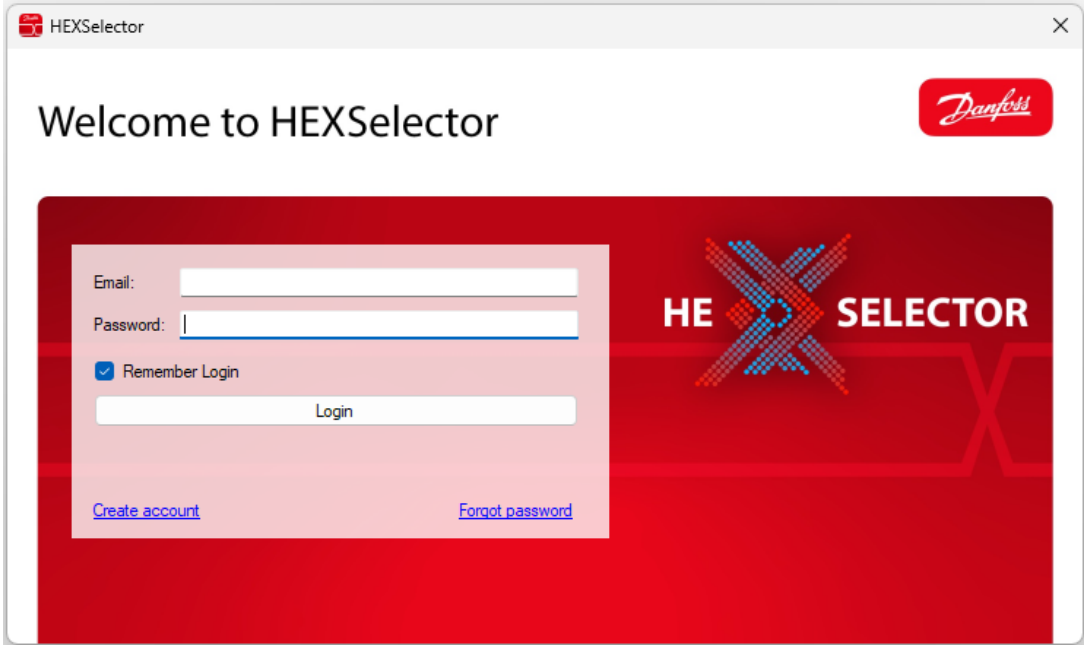 HEXSelector
Welcome to HEXSelector
Danfoss
Email:
Password:
Remember Login
Login
Create account
Forgot password
HE SELECTOR